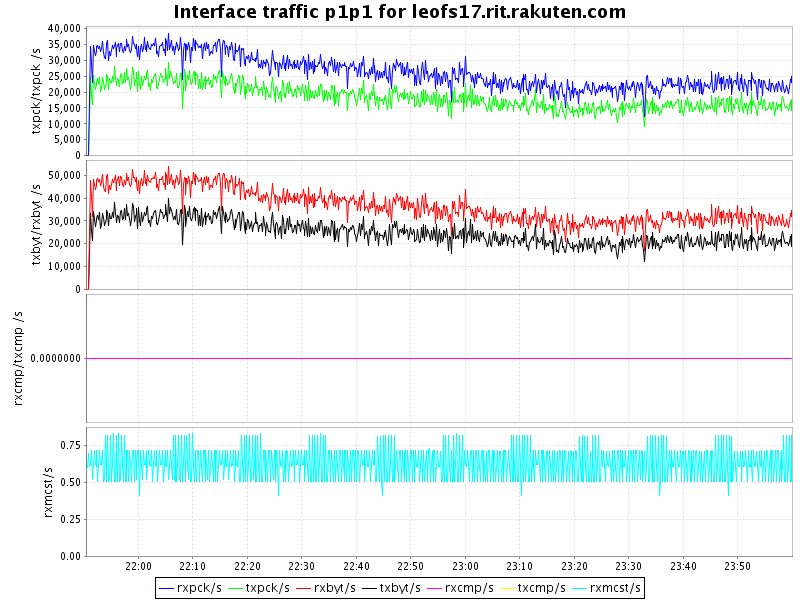 Interface traffic p1p1 for leofs17.rit.rakuten.com
txpck/txpck /s
40,000
35,000
30,000
25,000
20,000
15,000
10,000
5,000
0
txbyt/rxbyt /s
50,000
40,000
30,000
20,000
10,000
0
rxcmp/txcmp /s
0.0000000
rxmcst/s
0.75
0.50
0.25
0.00
22:00 22:10 22:20 22:30 22:40 22:50 23:00 23:10 23:20 23:30 23:40 23:50
rxpck/s txpck/s rxbyt/s txbyt/s rxcmp/s txcmp/s rxmcst/s